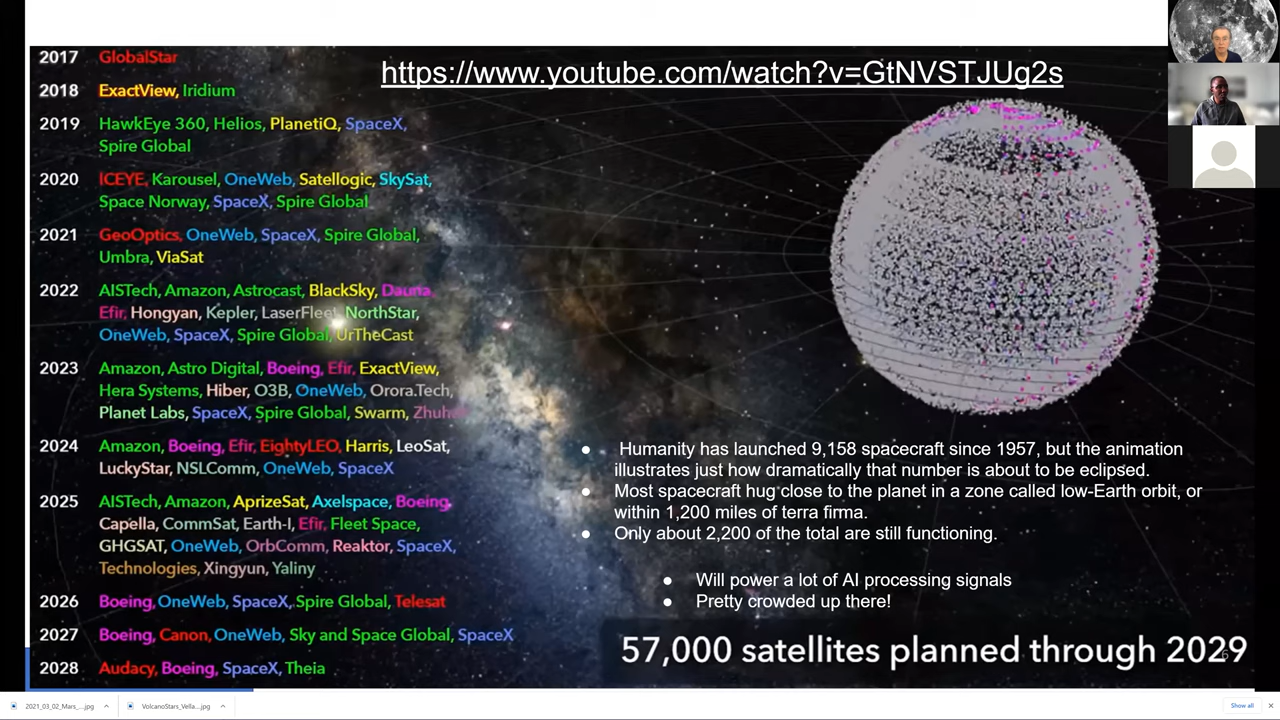 2017 GlobalStar
https://www.youtube.com/watch?v=GtNVSTJUg2s
2018 ExactView, Iridium
2019 HawkEye 360, Helios, PlanetiQ, SpaceX,
Spire Global
2020 ICEYE, Karousel, OneWeb, Satellogic, SkySat,
Space Norway, SpaceX, Spire Global
2021 GeoOptics, OneWeb, SpaceX, Spire Global,
Umbra, ViaSat
2022 AISTech, Amazon, Astrocast, BlackSky, Dauria,
Efir, Hongyan, Kepler, LaserFleet, NorthStar,
OneWeb, SpaceX, Spire Global, UrTheCast
2023 Amazon, Astro Digital, Boeing, Efir, ExactView,
Hera Systems, Hiber, O3B, OneWeb, Orora.Tech,
Planet Labs, SpaceX, Spire Global, Swarm,
2024 Amazon, Boeing, Efir, EightyLEO, Harris, LeoSat,
LuckyStar, NSLComm, OneWeb, SpaceX
2025 AISTech, Amazon, AprizeSat, Axelspace, Boeing,
Capella, CommSat, Earth-I, Efir, Fleet Space,
GHGSAT, OneWeb, OrbComm, Reaktor, SpaceX,
Technologies, Xingyun, Yaliny
2026 Boeing, OneWeb, SpaceX, Spire Global, Telesat
2027 Boeing, Canon, OneWeb, Sky and Space Global, SpaceX
2028 Audacy, Boeing, SpaceX, Theia
● Humanity has launched 9,158 spacecraft since 1957, but the animation
illustrates just how dramatically that number is about to be eclipsed.
● Most spacecraft hug close to the planet in a zone called low-Earth orbit, or
within 1,200 miles of terra firma.
● Only about 2,200 of the total are still functioning.
● Will power a lot of AI processing signals
● Pretty crowded up there!
57,000 satellites planned through 2029
6
2021_03_02_Mars_....jpg
VolcanoStars_Vella....jpg
Show all